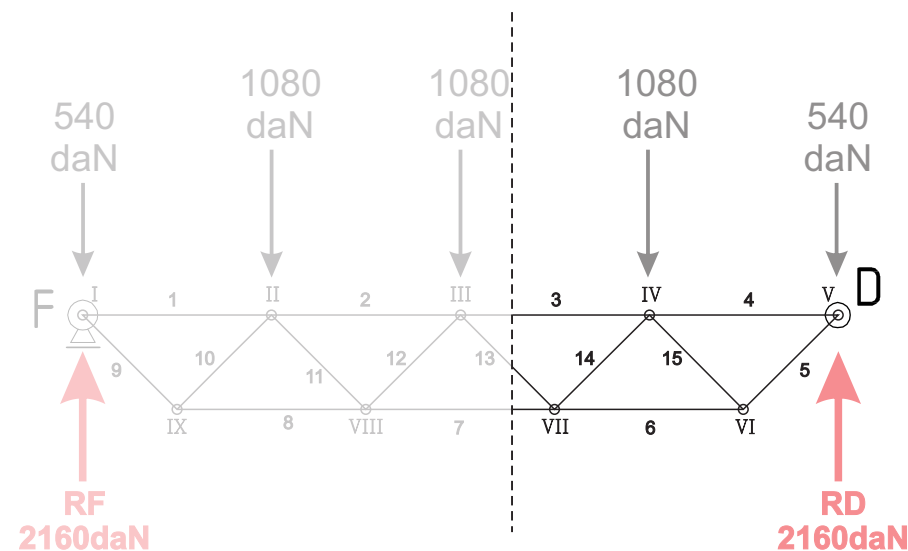 540
daN
1080
daN
1080
daN
1080
daN
540
daN
F
I
1
II
2
III
3
IV
4
V
D
9
10
11
12
13
14
15
5
IX
8
VIII
7
VII
6
VI
RF
2160daN
RD
2160daN